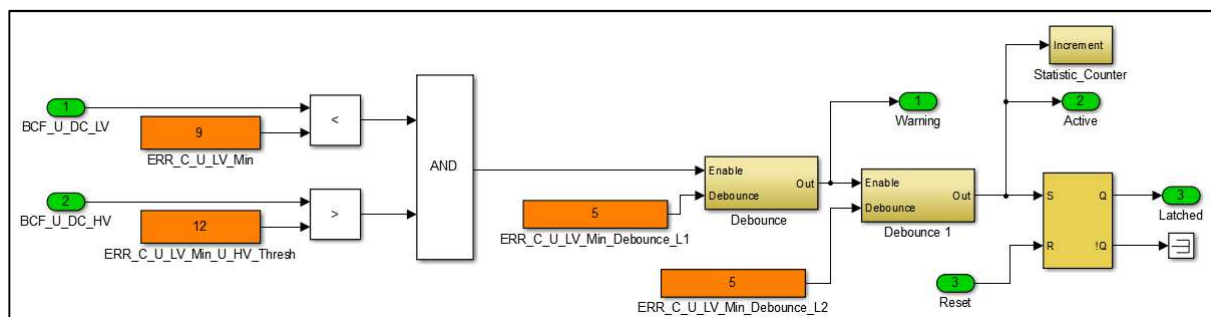 Increment
Statistic_Counter
1
BCF_U_DC_LV
9
ERR_C_U_LV_Min
<
1
Warning
2
Active
AND
2
BCF_U_DC_HV
12
ERR_C_U_LV_Min_U_HV_Thresh
>
Enable
Debounce
Out
Debounce
5
ERR_C_U_LV_Min_Debounce_L1
Enable
Debounce
Out
Debounce 1
5
ERR_C_U_LV_Min_Debounce_L2
S
R
Q
!Q
3
Latched
3
Reset